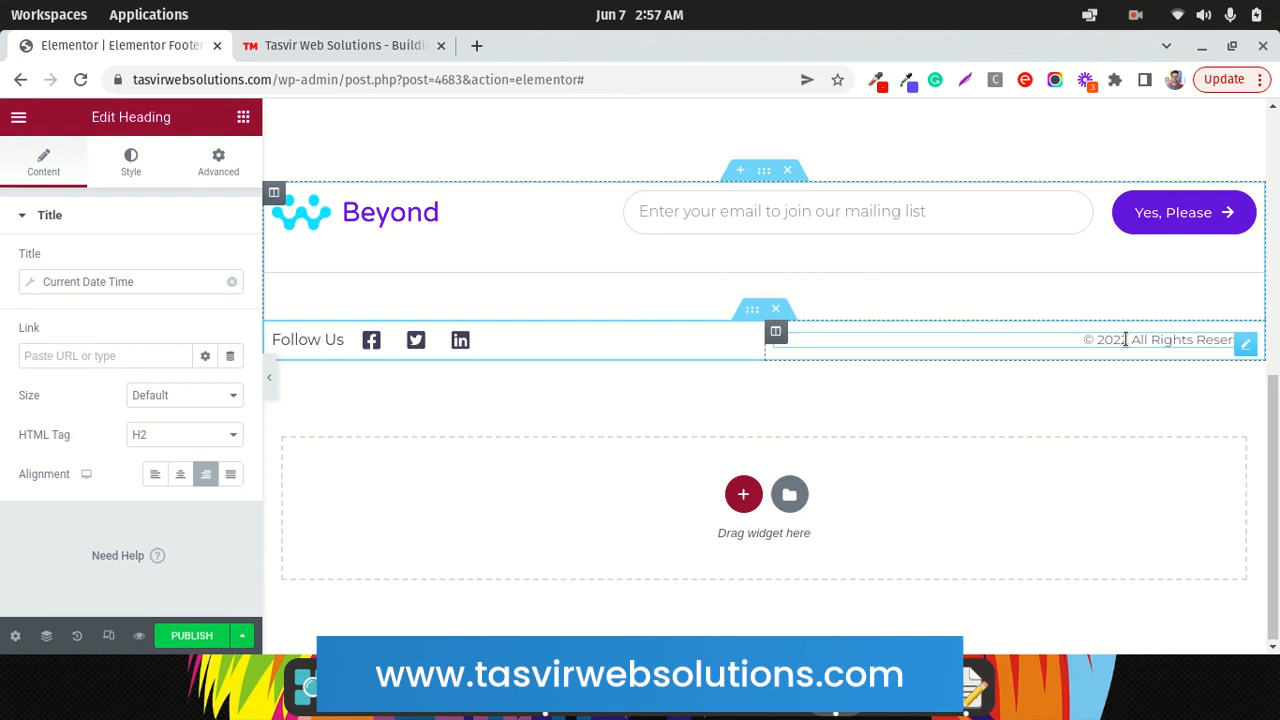 Workspaces Applications Jun 7 2:57 AM
Elementor | Elementor Footer Tasvir Web Solutions - Buildi
tasvirwebsolutions.com/wp-admin/post.php?post=4683&action=elementor# Update
Edit Heading
Content Style Advanced
Title
Title
Current Date Time
Link
Paste URL or type
Size Default
HTML Tag H2
Alignment
Need Help
PUBLISH
Beyond Enter your email to join our mailing list Yes, Please
Follow Us © 2022 All Rights Reser
Drag widget here
www.tasvirwebsolutions.com